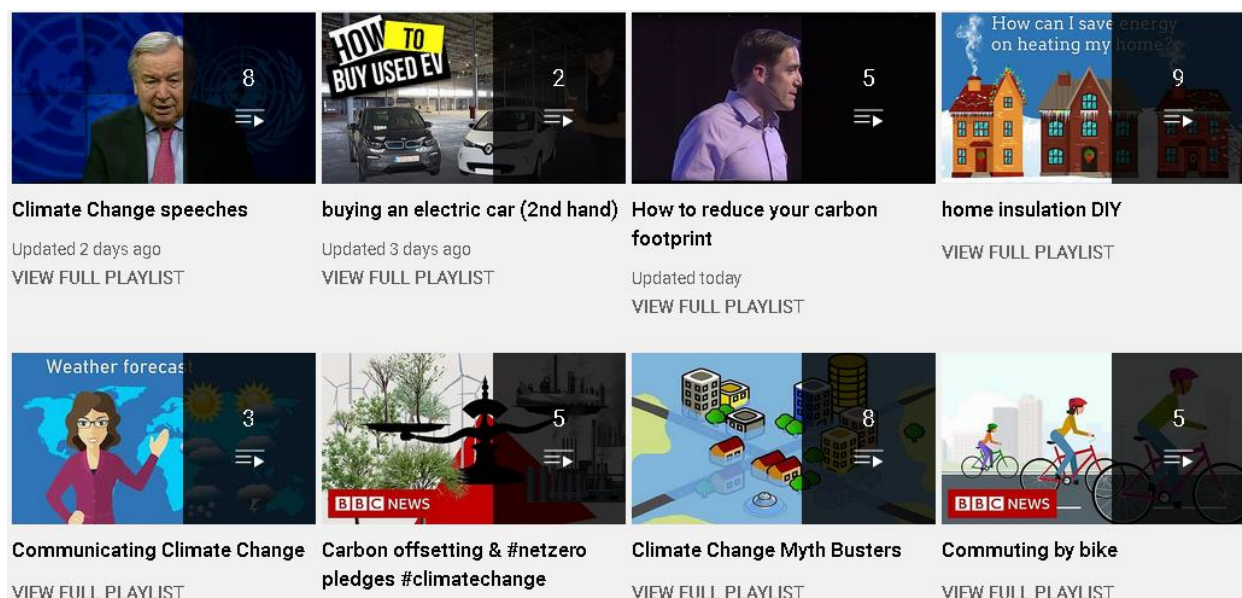 HOW TO
BUY USED EV
How can I save energy
on heating my home?
8
2
5
9
Climate Change speeches
buying an electric car (2nd hand)
How to reduce your carbon
footprint
home insulation DIY
Updated 2 days ago
Updated 3 days ago
Updated today
VIEW FULL PLAYLIST
VIEW FULL PLAYLIST
VIEW FULL PLAYLIST
VIEW FULL PLAYLIST
Weather forecast
3
5
8
5
BBC NEWS
BBC NEWS
Communicating Climate Change
Carbon offsetting & #netzero
pledges #climatechange
Climate Change Myth Busters
Commuting by bike
VIEW FULL PLAYLIST
VIEW FULL PLAYLIST
VIEW FULL PLAYLIST